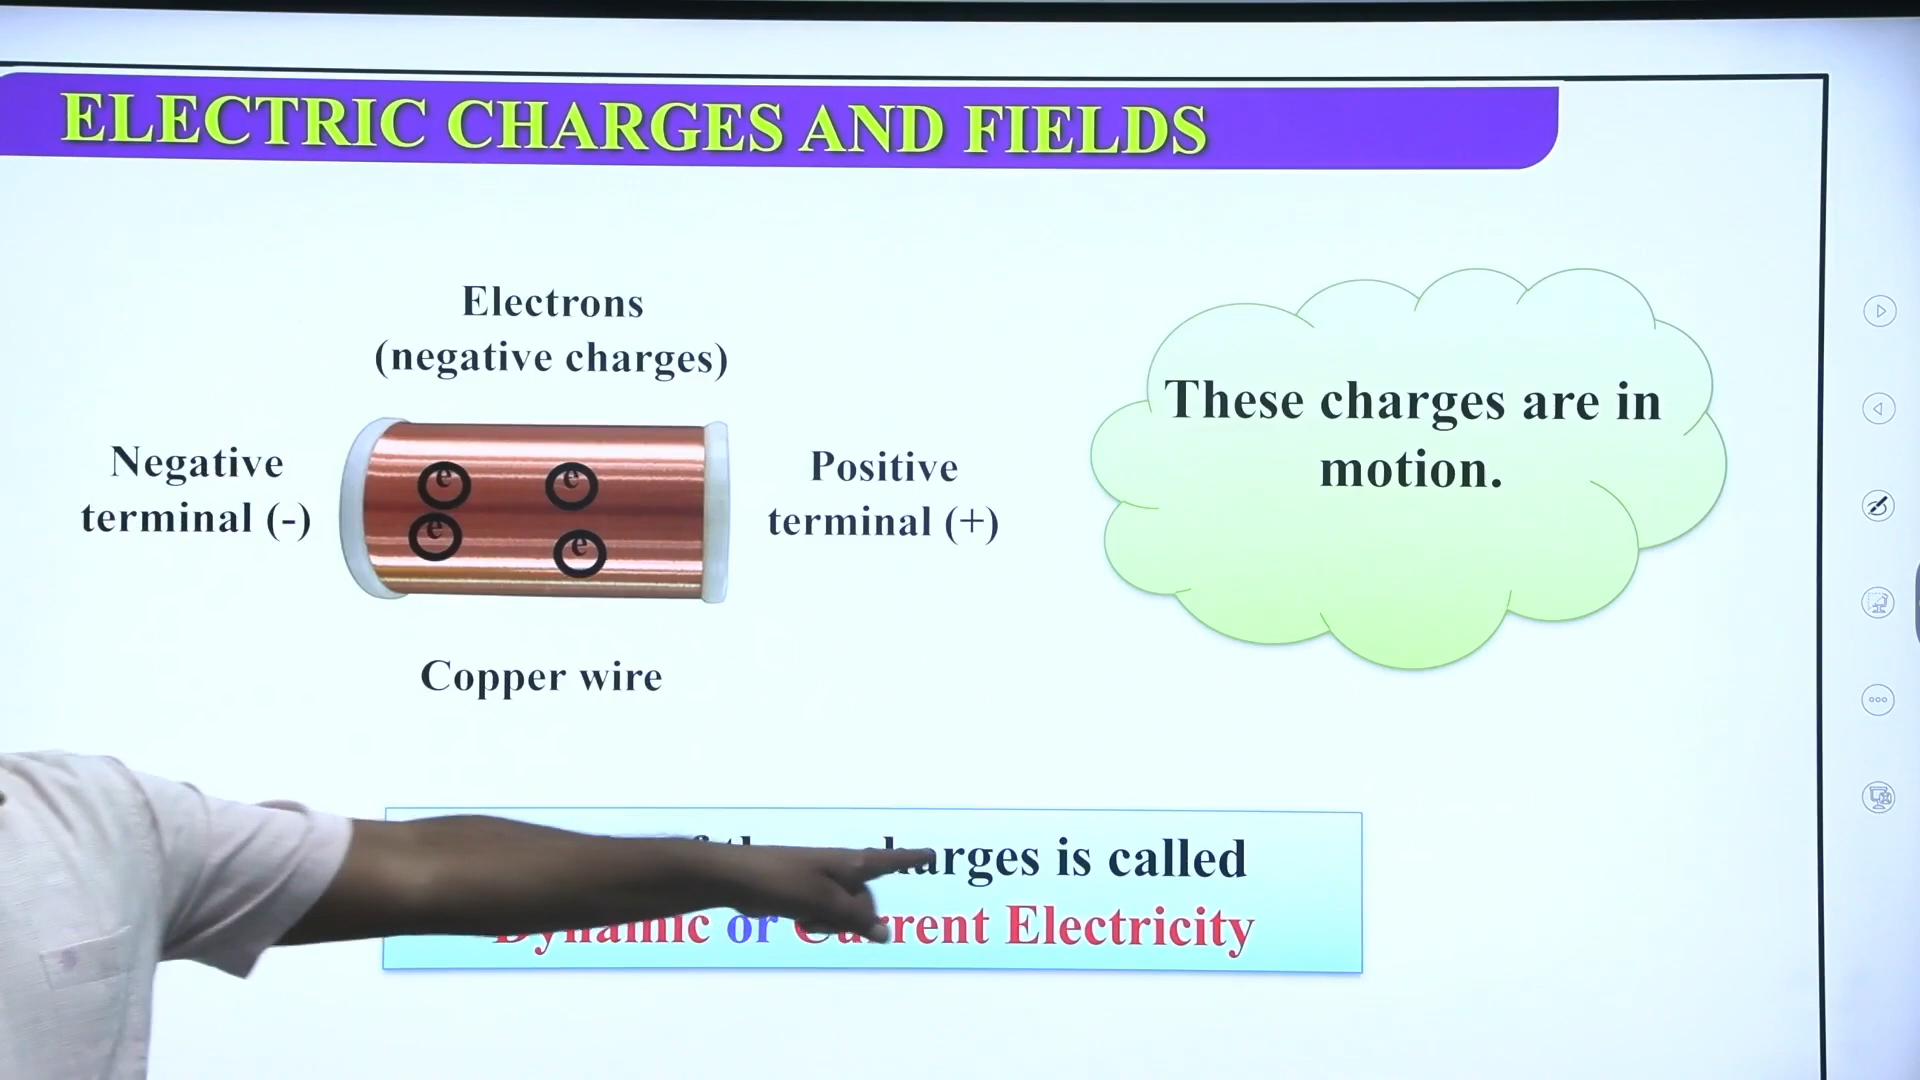 ELECTRIC CHARGES AND FIELDS
Electrons
(negative charges)
Negative
terminal (-)
e
e
e
e
Positive
terminal (+)
Copper wire
These charges are in
motion.
charges is called
Dynamic or Current Electricity